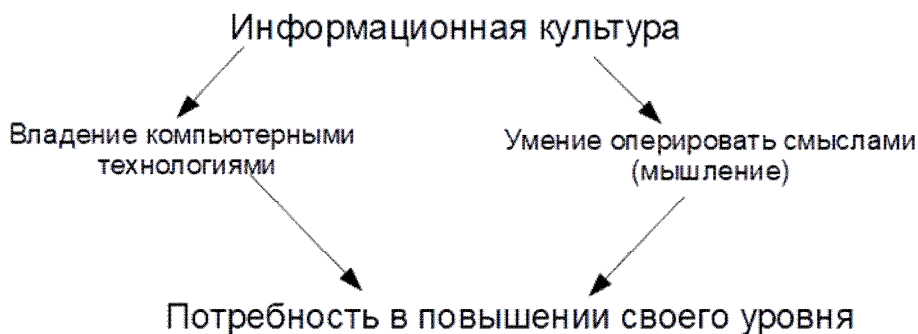 Информационная культура
Владение компьютерными
технологиями
Умение оперировать смыслами
(мышление)
Потребность в повышении своего уровня